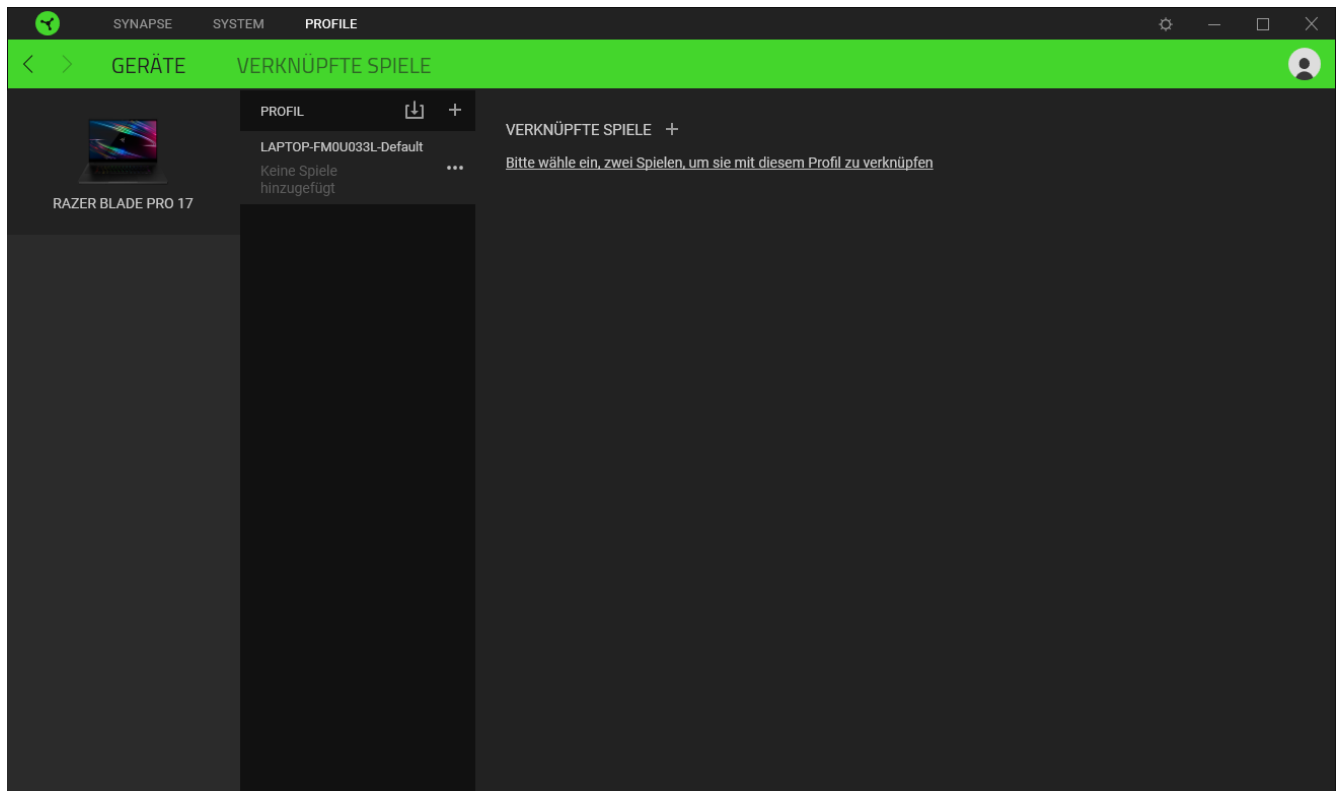 SYNAPSE SYSTEM PROFILE
GERÄTE VERKNÜPFTE SPIELE
RAZER BLADE PRO 17
PROFIL
LAPTOP-FM0U033L-Default
Keine Spiele
hinzugefügt
VERKNÜPFTE SPIELE
Bitte wähle ein, zwei Spielen, um sie mit diesem Profil zu verknüpfen